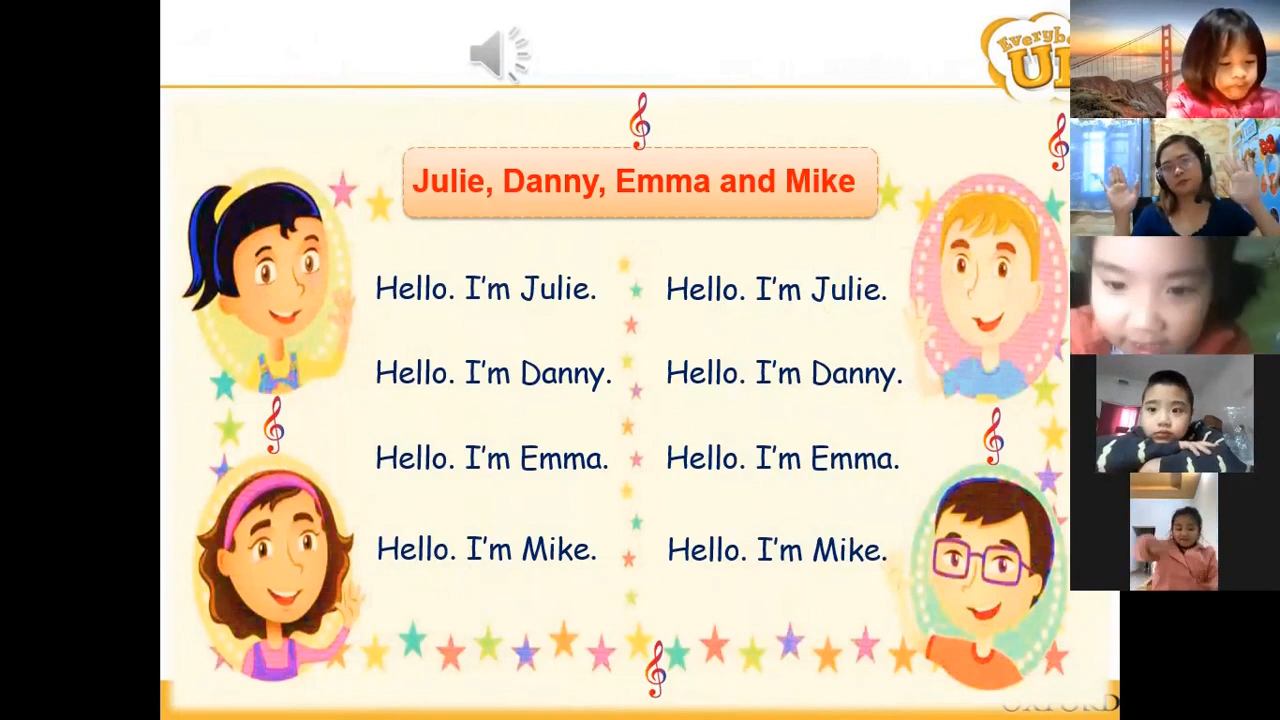 Julie, Danny, Emma and Mike
Hello. I'm Julie.
Hello. I'm Danny.
Hello. I'm Emma.
Hello. I'm Mike.
Hello. I'm Julie.
Hello. I'm Danny.
Hello. I'm Emma.
Hello. I'm Mike.